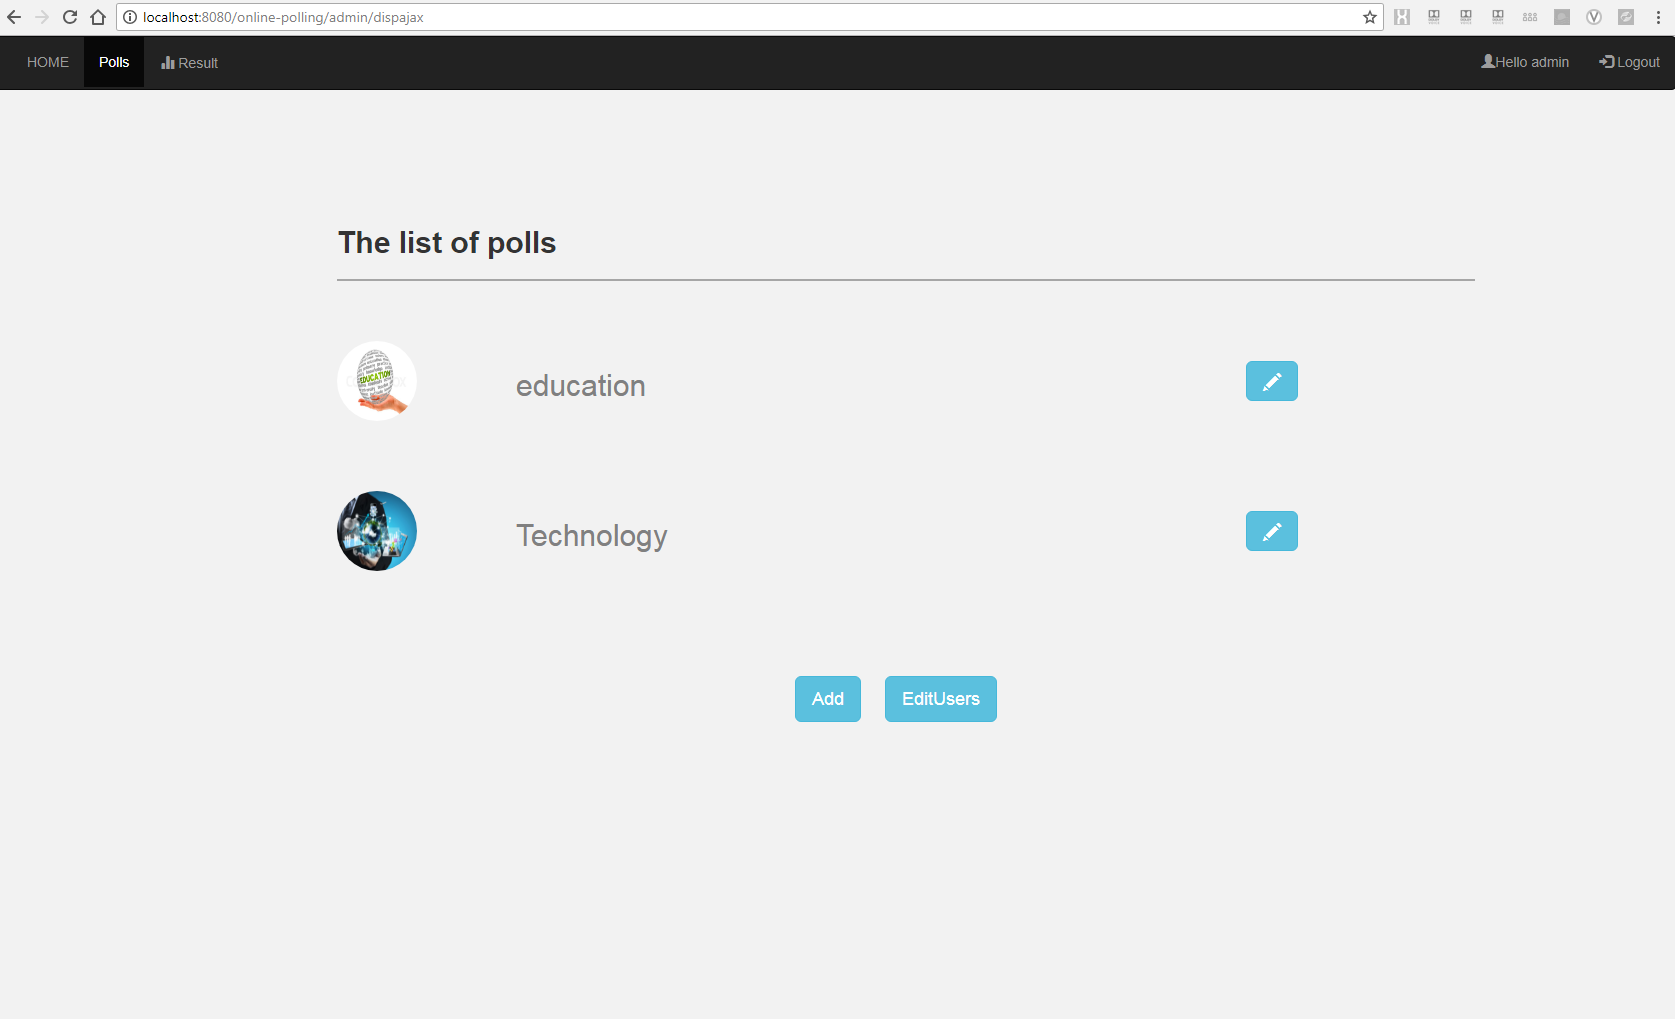 localhost:8080/online-polling/admin/dispajax
HOME Polls Result Hello admin Logout
The list of polls
EDUCATION
education
Technology
Add EditUsers